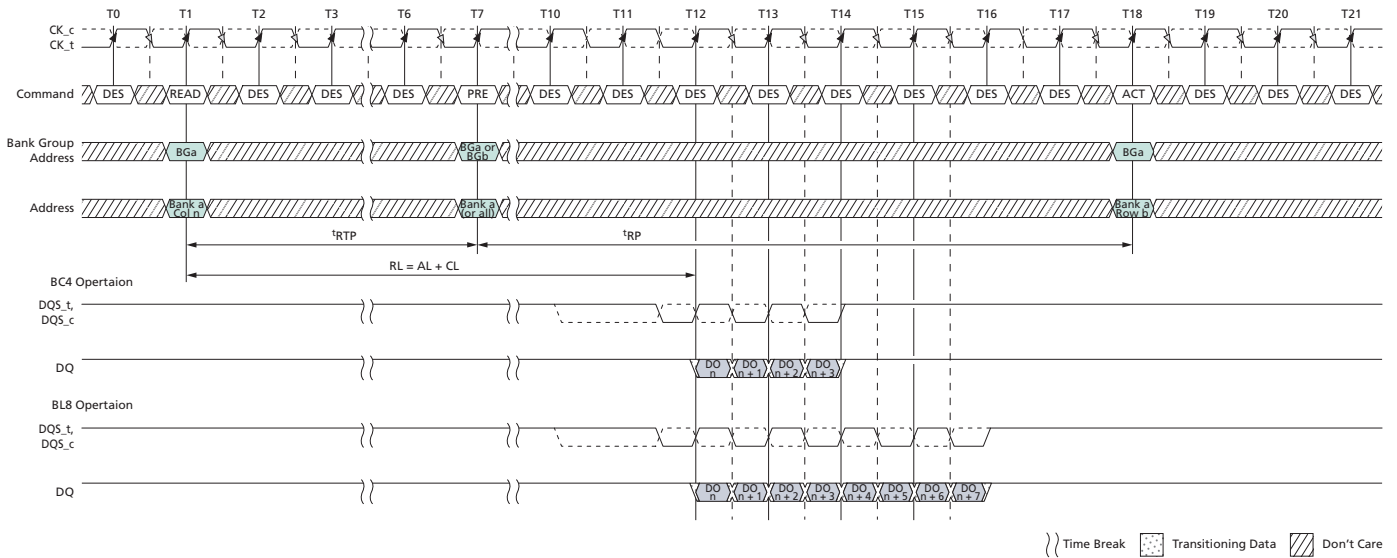 T0 T1 T2 T3 T6 T7 T10 T11 T12 T13 T14 T15 T16 T17 T18 T19 T20 T21
CK_c
CK_t
Command DES READ DES DES DES PRE DES DES DES DES DES DES DES DES ACT DES DES DES
Bank Group
Address
BGa
BGa or
BGb
BGa
Address
Bank a
Col n
Bank a
(or all)
Bank a
Row b
tRTP tRP
RL = AL + CL
BC4 Opertaion
DQS_t,
DQS_c
DQ
DO
n
DO
n + 1
DO
n + 2
DO
n + 3
BL8 Opertaion
DQS_t,
DQS_c
DQ
DO
n
DO
n + 1
DO
n + 2
DO
n + 3
DO
n + 4
DO
n + 5
DO
n + 6
DO
n + 7
Time Break Transitioning Data Don't Care